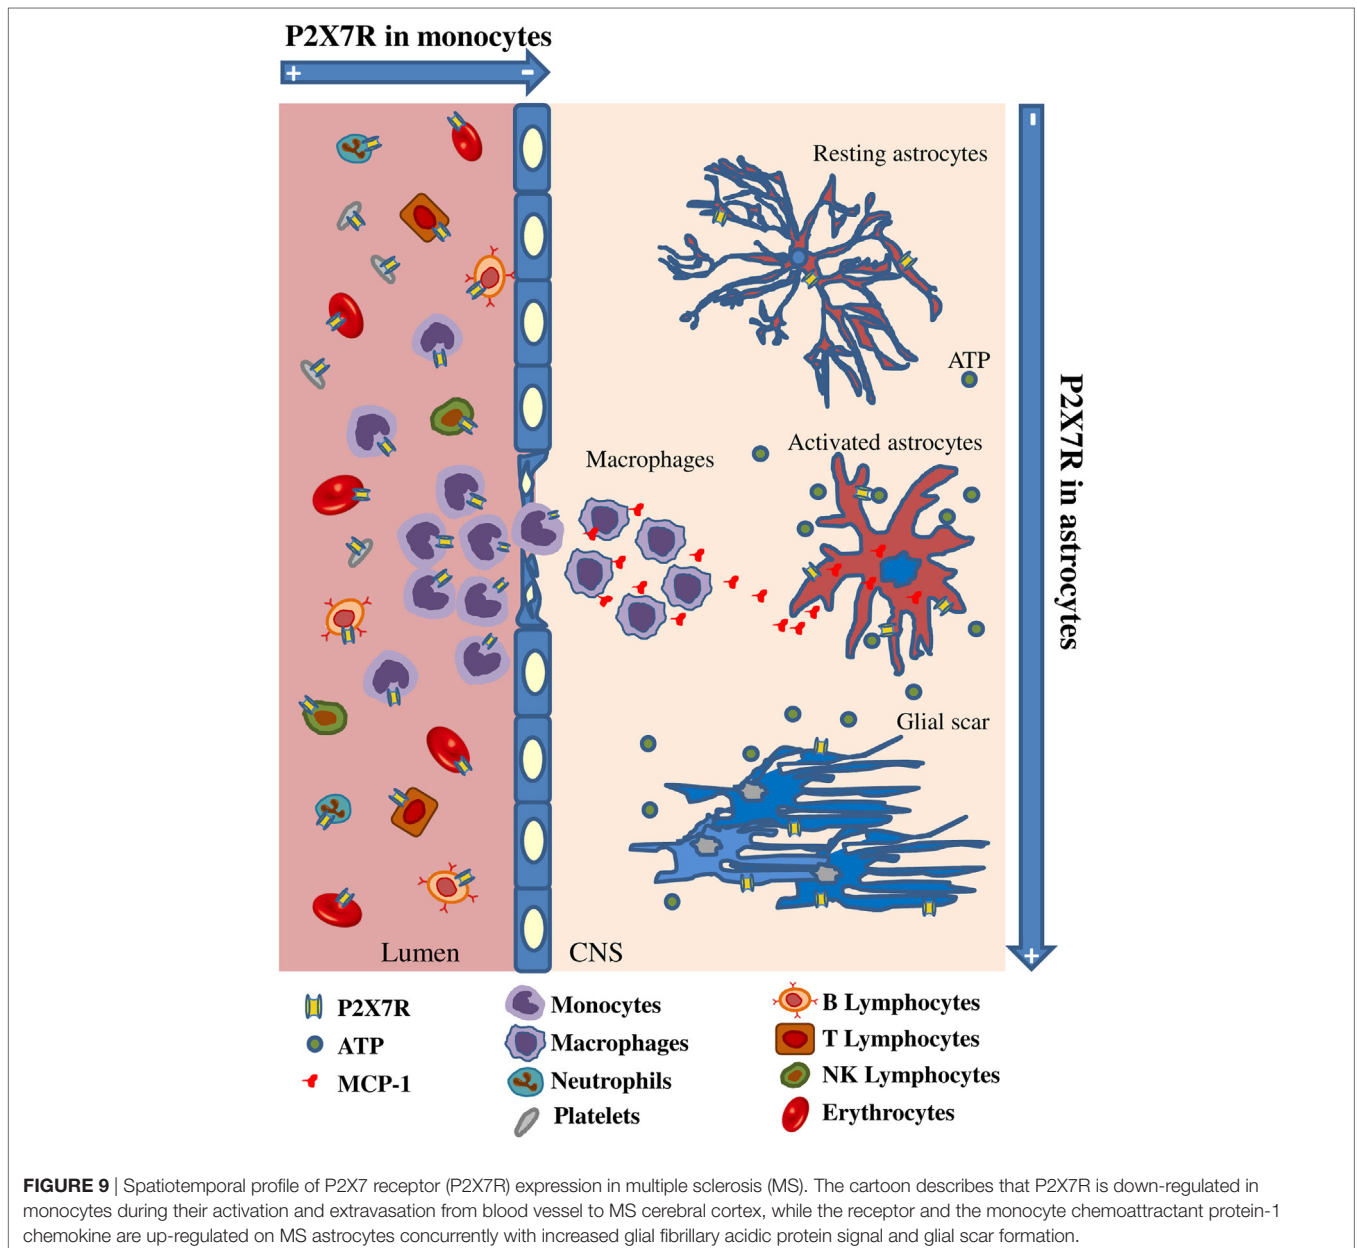 P2X7R in monocytes
+ -
-
Resting astrocytes
ATP
Activated astrocytes
Macrophages
P2X7R in astrocytes
Glial scar
Lumen
CNS
+
P2X7R
ATP
MCP-1
Monocytes
Macrophages
Neutrophils
Platelets
B Lymphocytes
T Lymphocytes
NK Lymphocytes
Erythrocytes
FIGURE 9 | Spatiotemporal profile of P2X7 receptor (P2X7R) expression in multiple sclerosis (MS). The cartoon describes that P2X7R is down-regulated in
monocytes during their activation and extravasation from blood vessel to MS cerebral cortex, while the receptor and the monocyte chemoattractant protein-1
chemokine are up-regulated on MS astrocytes concurrently with increased glial fibrillary acidic protein signal and glial scar formation.